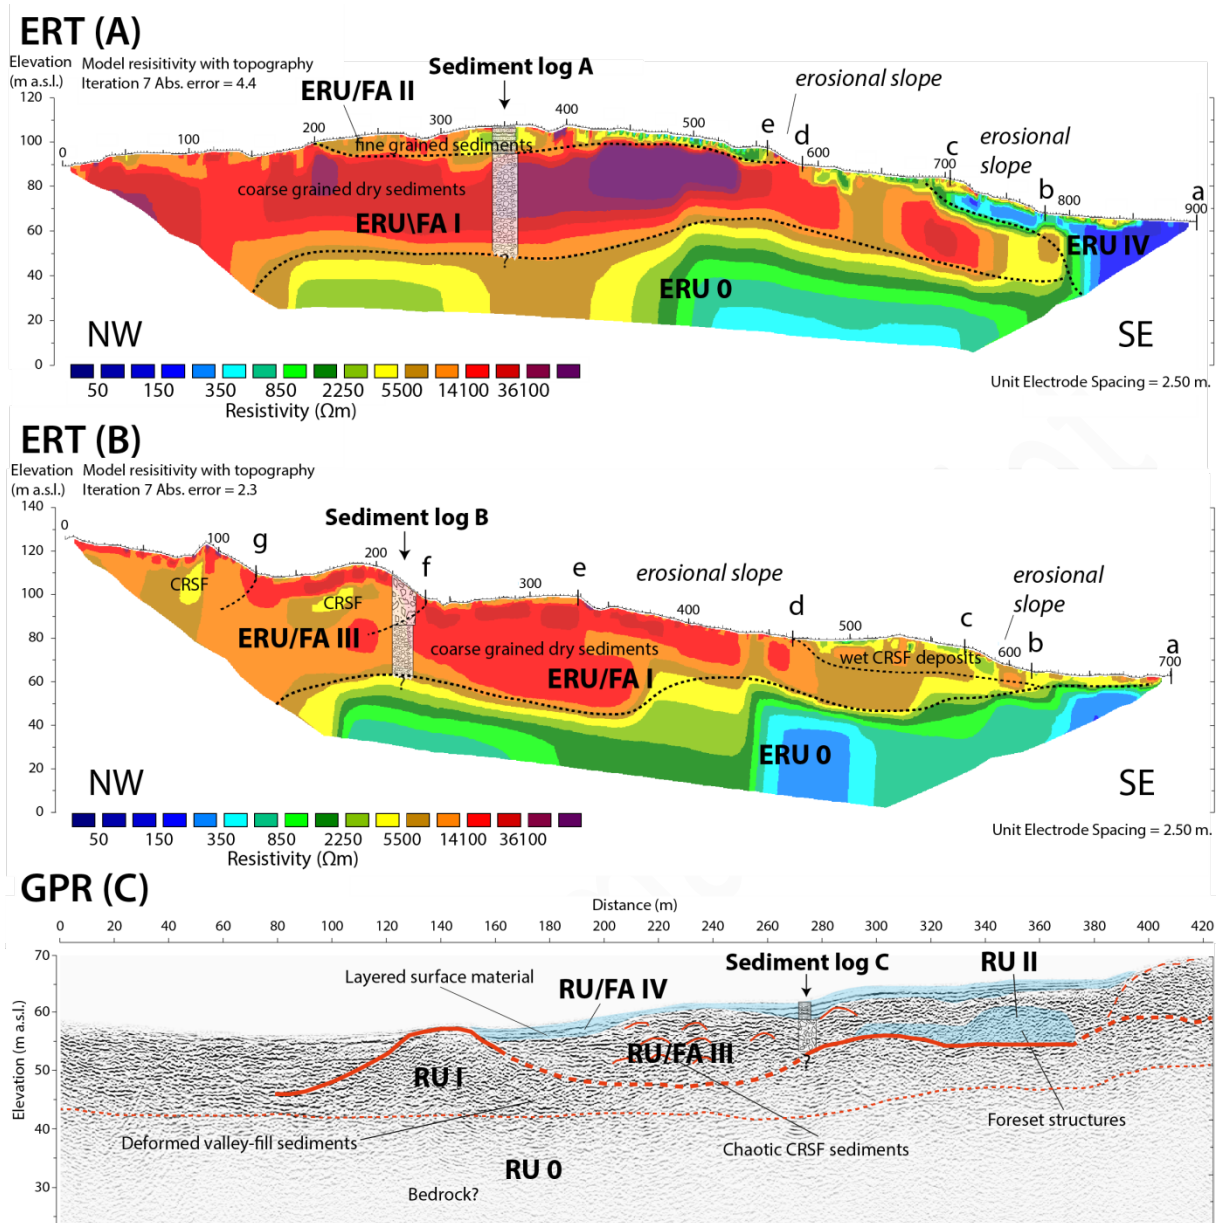 ERT (A)
Elevation
(m a.s.l.)
Model resisitivity with topography
Iteration 7 Abs. error = 4.4
Sediment log A
ERU/FA II
erosional slope
erosional
slope
120
100
80
60
40
20
0
0
100
200
300
400
500
600
700
800
900
e
d
c
b
a
fine grained sediments
coarse grained dry sediments
ERU\FA I
ERU IV
ERU 0
?
NW
SE
50 150 350 850 2250 5500 14100 36100
Resistivity (Ωm)
Unit Electrode Spacing = 2.50 m.
ERT (B)
Elevation
(m a.s.l.)
Model resisitivity with topography
Iteration 7 Abs. error = 2.3
Sediment log B
erosional slope
erosional
slope
140
120
100
80
60
40
20
0
0
100
200
300
400
500
600
700
g
f
e
d
c
b
a
CRSF
CRSF
ERU/FA III
coarse grained dry sediments
wet CRSF deposits
ERU/FA I
?
ERU 0
NW
SE
50 150 350 850 2250 5500 14100 36100
Resistivity (Ωm)
Unit Electrode Spacing = 2.50 m.
GPR (C)
Distance (m)
0 20 40 60 80 100 120 140 160 180 200 220 240 260 280 300 320 340 360 380 400 420
Elevation (m a.s.l.)
70
60
50
40
30
Layered surface material
Sediment log C
RU II
RU/FA IV
RU/FA III
RU I
?
Deformed valley-fill sediments
Foreset structures
Chaotic CRSF sediments
RU 0
Bedrock?